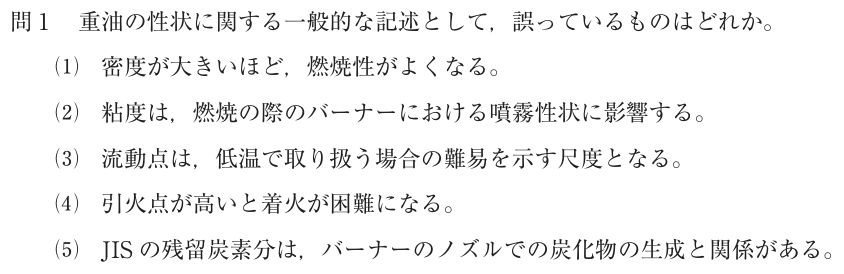 問1　重油の性状に関する一般的な記述として，誤っているものはどれか。
(1)　密度が大きいほど，燃焼性がよくなる。
(2)　粘度は，燃焼の際のバーナーにおける噴霧性状に影響する。
(3)　流動点は，低温で取り扱う場合の難易を示す尺度となる。
(4)　引火点が高いと着火が困難になる。
(5)　JIS の残留炭素分は，バーナーのノズルでの炭化物の生成と関係がある。